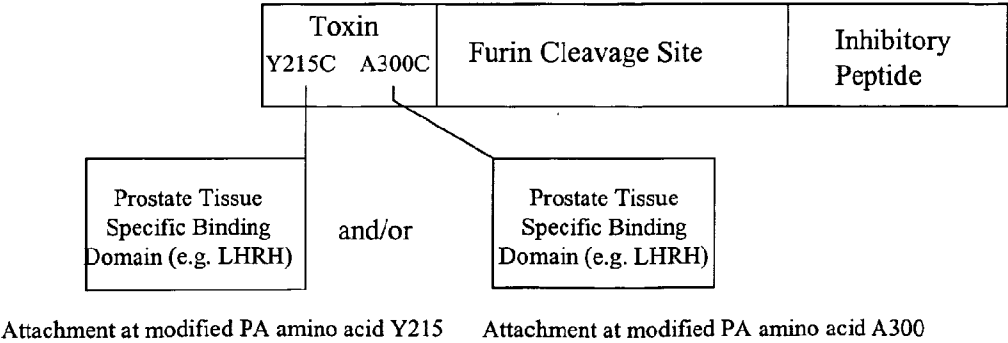 Toxin
Y215C A300C
Furin Cleavage Site
Inhibitory
Peptide
Prostate Tissue
Specific Binding
Domain (e.g. LHRH)
and/or
Prostate Tissue
Specific Binding
Domain (e.g. LHRH)
Attachment at modified PA amino acid Y215
Attachment at modified PA amino acid A300